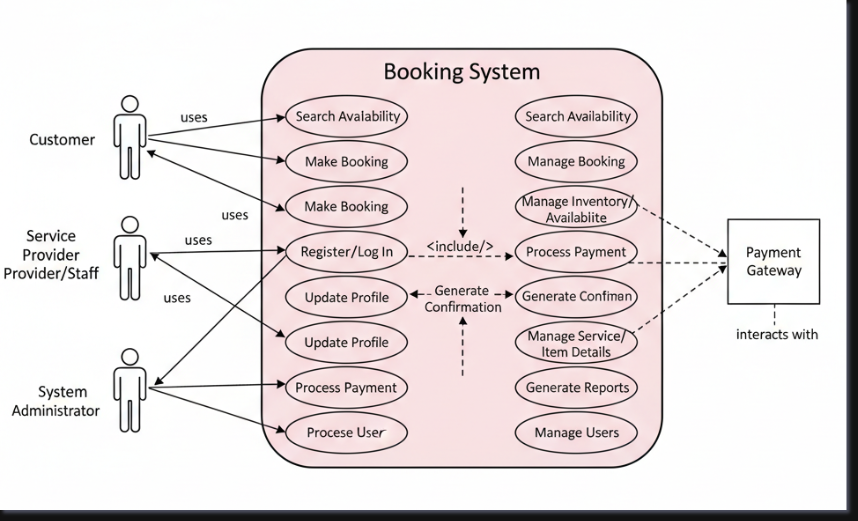 Booking System
Customer
Service
Provider
Provider/Staff
System
Administrator
uses
uses
uses
uses
Search Avalability
Make Booking
Make Booking
Register/Log In
Update Profile
Update Profile
Process Payment
Procese User
<include/>
Generate
Confirmation
Search Availability
Manage Booking
Manage Inventory/
Availabite
Process Payment
Generate Confimen
Manage Service/
Item Details
Generate Reports
Manage Users
Payment
Gateway
interacts with